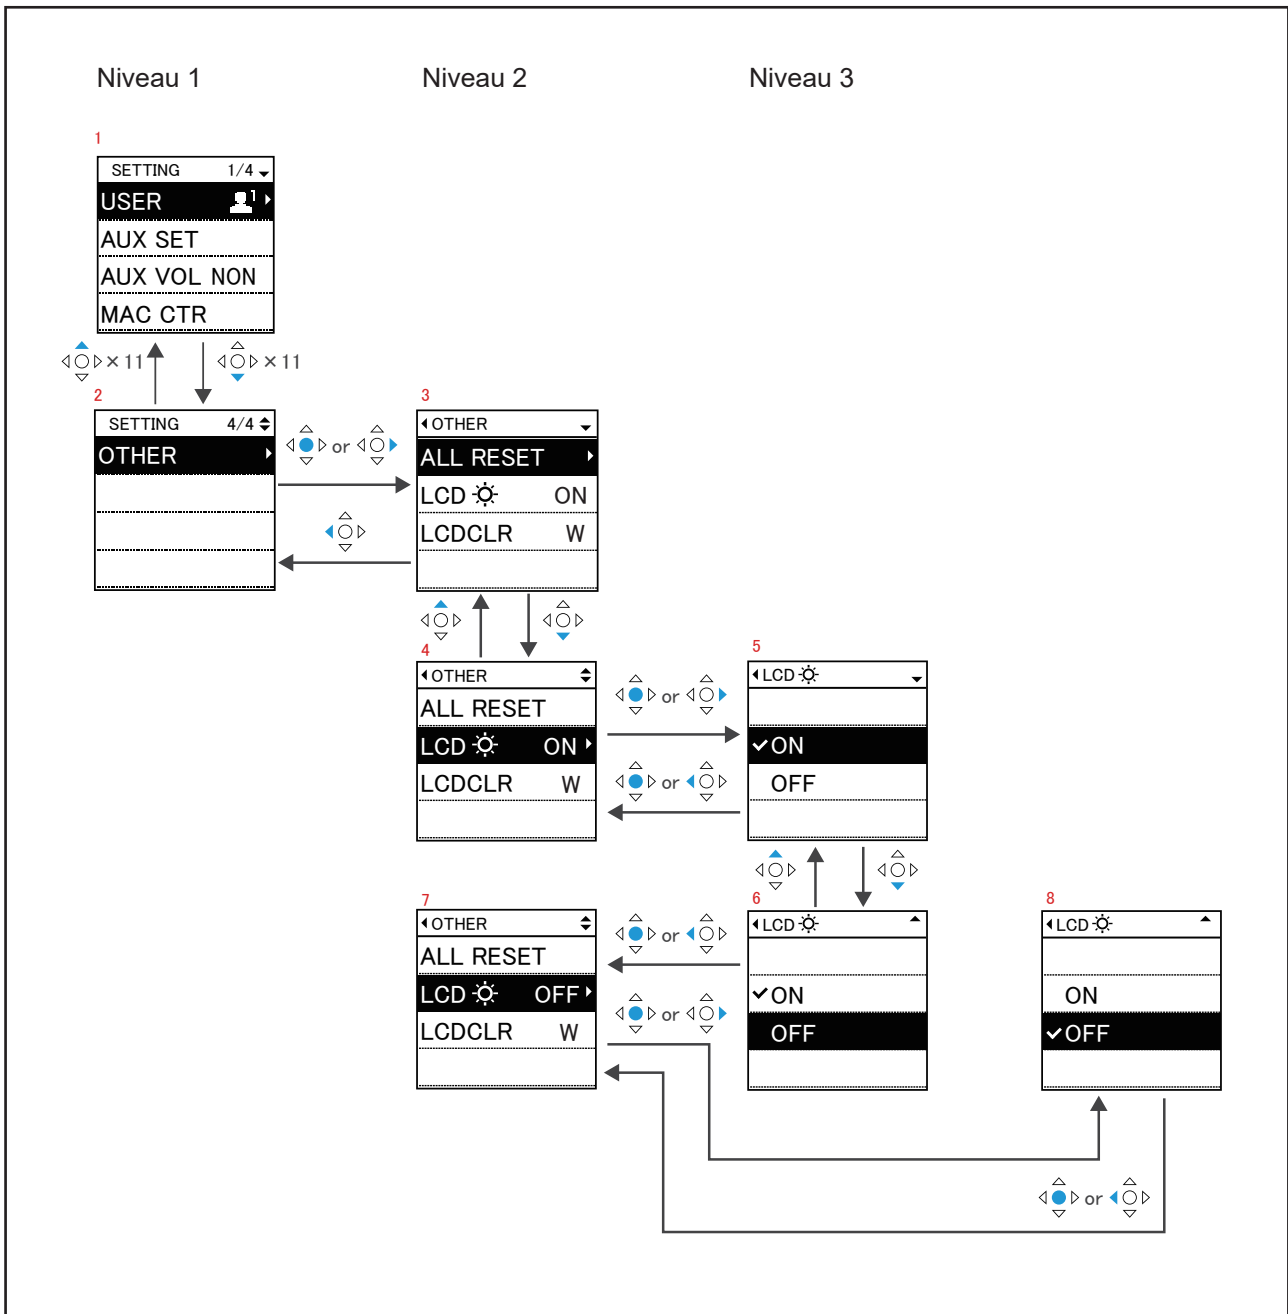 Niveau 1 Niveau 2 Niveau 3
1
SETTING 1/4
USER 1
AUX SET
AUX VOL NON
MAC CTR
×11 ×11
2
SETTING 4/4
OTHER
or
3
OTHER
ALL RESET
LCD ON
LCDCLR W
4
OTHER
ALL RESET
LCD ON
LCDCLR W
or
or
5
LCD
ON
OFF
7
OTHER
ALL RESET
LCD OFF
LCDCLR W
or
or
6
LCD
ON
OFF
8
LCD
ON
OFF
or